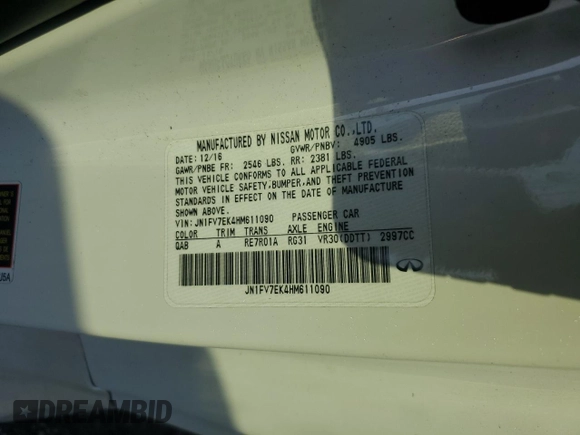 MANUFACTURED BY NISSAN MOTOR CO.,LTD.
DATE: 12/16 GVWR/PNBV: 4905 LBS.
GAWR/PNBE FR: 2546 LBS. RR: 2381 LBS.
THIS VEHICLE CONFORMS TO ALL APPLICABLE FEDERAL
MOTOR VEHICLE SAFETY,BUMPER,AND THEFT PREVENTION
STANDARDS IN EFFECT ON THE DATE OF MANUFACTURE
SHOWN ABOVE.
VIN: JN1FV7EK4HM611090 PASSENGER CAR
COLOR TRIM TRANS AXLE ENGINE
QAB A RE7R01A RG31 VR30(DDTT) 2997CC
JN1FV7EK4HM611090
USA
DREAMBID